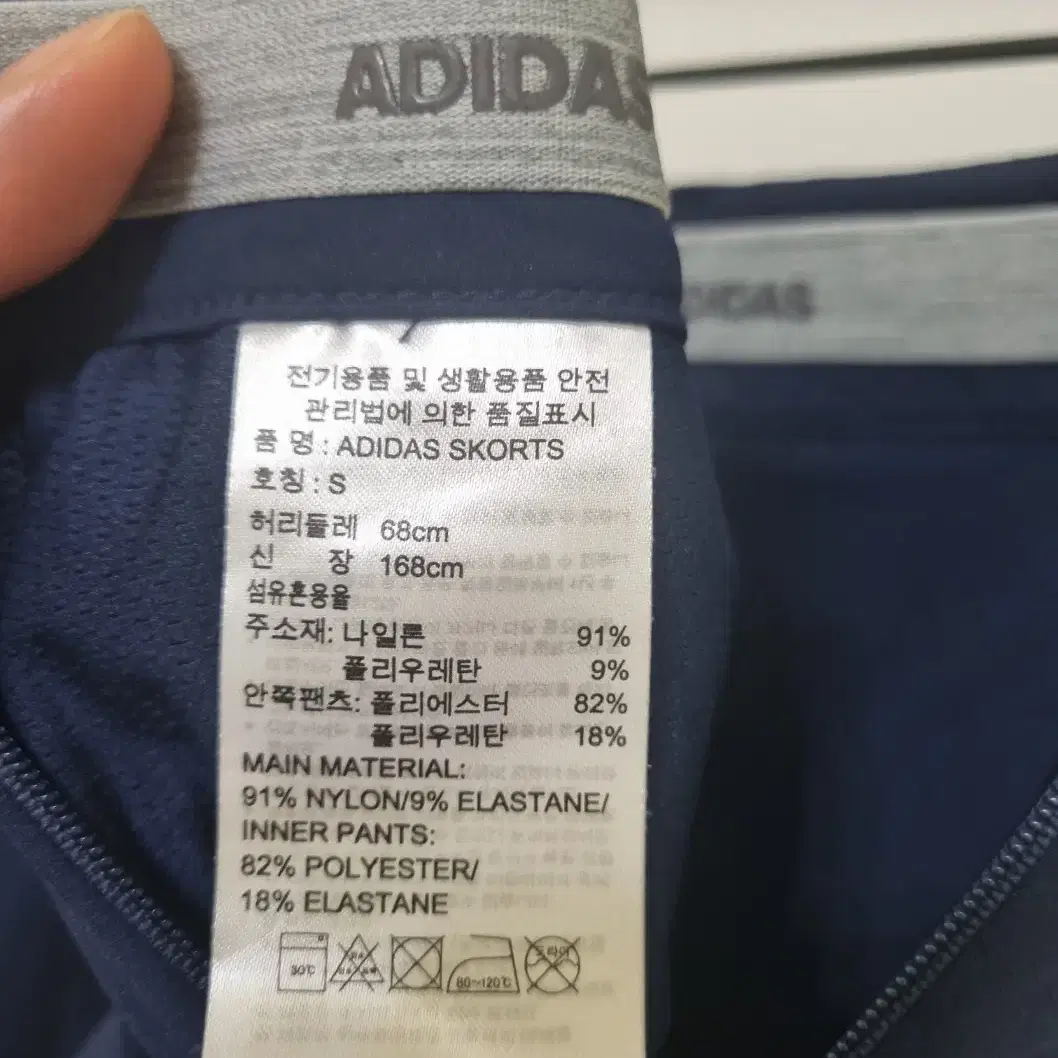 ADIDAS
전기용품 및 생활용품 안전
관리법에 의한 품질표시
품 명 : ADIDAS SKORTS
호칭 : S
허리둘레 68cm
신 장 168cm
섬유혼용율
주소재: 나일론 91%
폴리우레탄 9%
안쪽팬츠: 폴리에스터 82%
폴리우레탄 18%
MAIN MATERIAL:
91% NYLON/9% ELASTANE/
INNER PANTS:
82% POLYESTER/
18% ELASTANE
30℃
80~120℃
드라이